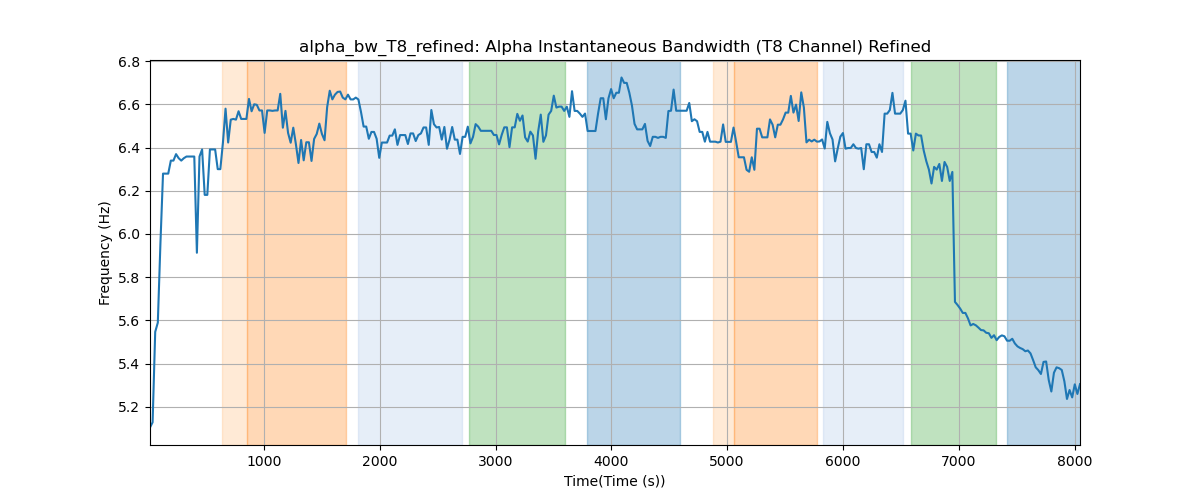 alpha_bw_T8_refined: Alpha Instantaneous Bandwidth (T8 Channel) Refined
Frequency (Hz)
6.8
6.6
6.4
6.2
6.0
5.8
5.6
5.4
5.2
1000 2000 3000 4000 5000 6000 7000 8000
Time(Time (s))